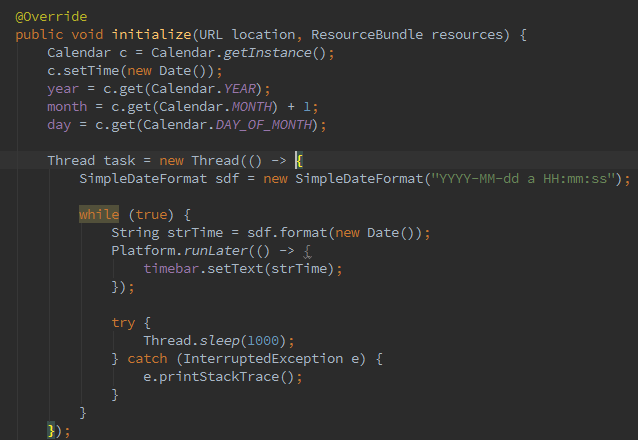 @Override
public void initialize(URL location, ResourceBundle resources) {
    Calendar c = Calendar.getInstance();
    c.setTime(new Date());
    year = c.get(Calendar.YEAR);
    month = c.get(Calendar.MONTH) + 1;
    day = c.get(Calendar.DAY_OF_MONTH);

    Thread task = new Thread(() -> {
        SimpleDateFormat sdf = new SimpleDateFormat("YYYY-MM-dd a HH:mm:ss");

        while (true) {
            String strTime = sdf.format(new Date());
            Platform.runLater(() -> {
                timebar.setText(strTime);
            });

            try {
                Thread.sleep(1000);
            } catch (InterruptedException e) {
                e.printStackTrace();
            }
        }
    });